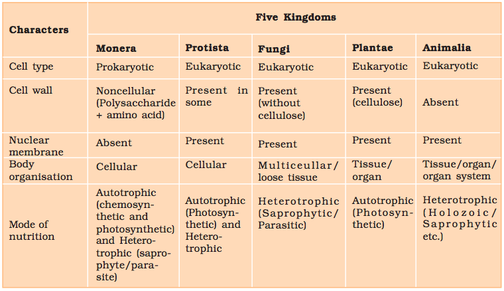 Five Kingdoms
Characters
Monera Protista Fungi Plantae Animalia
Cell type Prokaryotic Eukaryotic Eukaryotic Eukaryotic Eukaryotic
Cell wall Noncellular Present in Present Present Absent
(Polysaccharide some (without (cellulose)
+ amino acid) cellulose)
Nuclear Absent Present Present Present Present
membrane
Body Cellular Cellular Multiceullar/ Tissue/ Tissue/organ/
organisation loose tissue organ organ system
Mode of Autotrophic Autotrophic Heterotrophic Autotrophic Heterotrophic
nutrition (chemosyn- (Photosyn- (Saprophytic/ (Photosyn- (Holozoic/
thetic and thetic) and Parasitic) thetic) Saprophytic
photosynthetic) Hetero- etc.)
and Hetero- trophic
trophic (sapro-
phyte/para-
site)